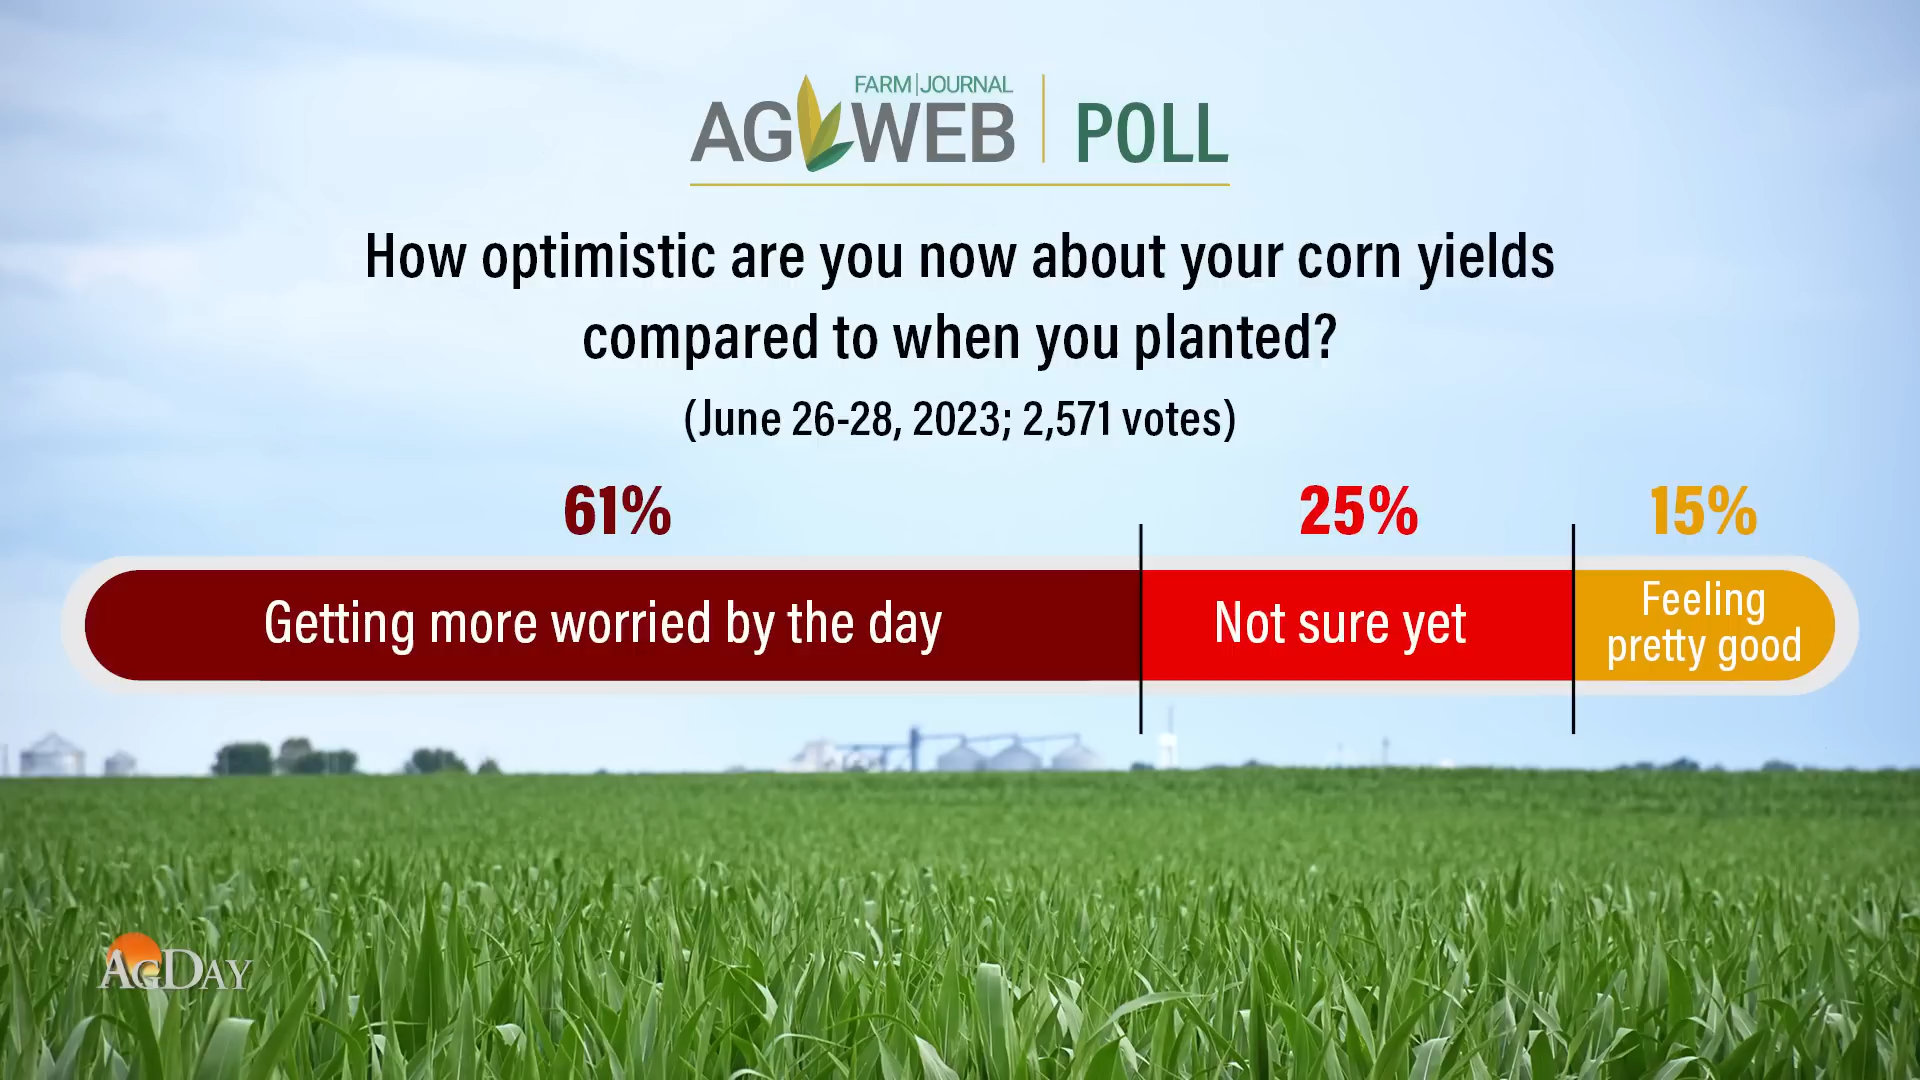 FARM|JOURNAL
AGWEB | POLL
How optimistic are you now about your corn yields
compared to when you planted?
(June 26-28, 2023; 2,571 votes)
61%
25%
15%
Getting more worried by the day
Not sure yet
Feeling
pretty good
AGDAY